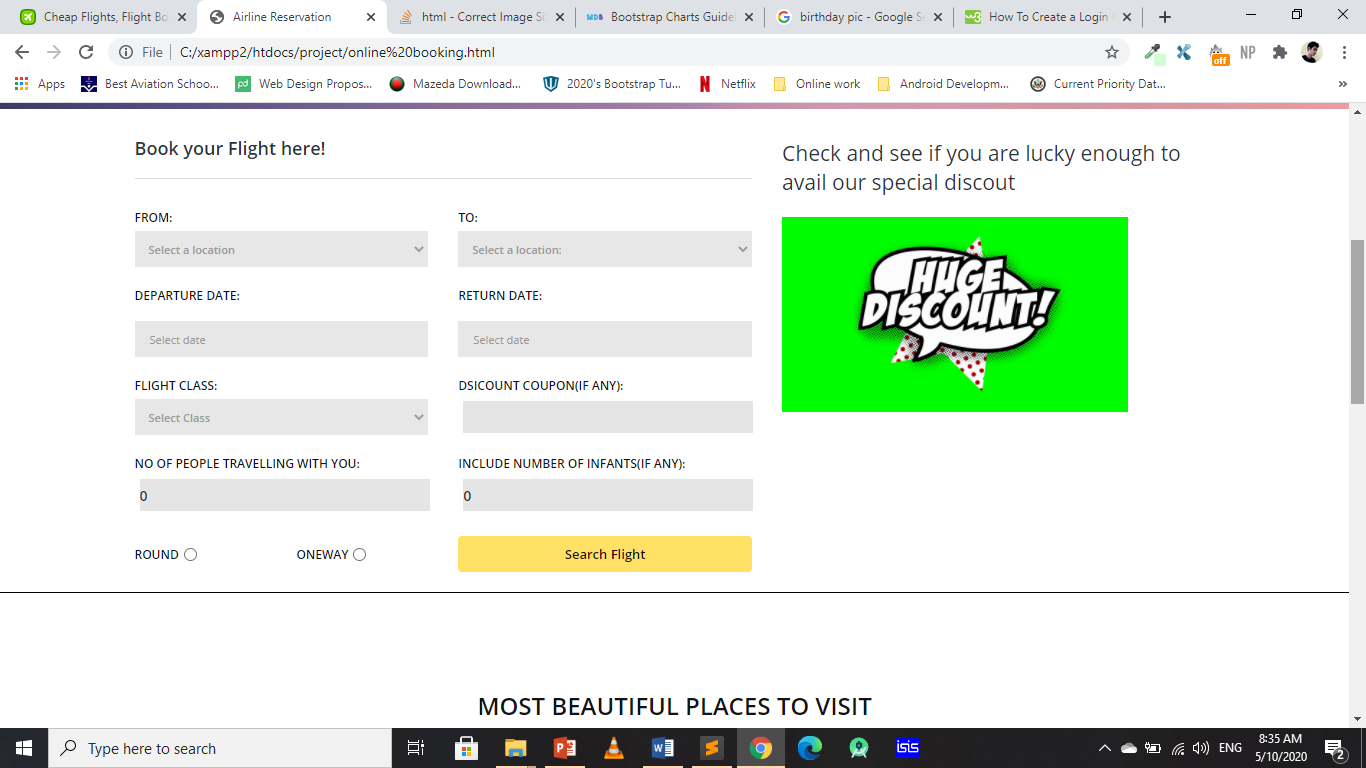 Cheap Flights, Flight Bo
Airline Reservation
html - Correct Image Si
Bootstrap Charts Guide
birthday pic - Google Se
How To Create a Login
File
C:/xampp2/htdocs/project/online%20booking.html
off
NP
Apps
Best Aviation Schoo...
Web Design Propos...
Mazeda Download...
2020's Bootstrap Tu...
Netflix
Online work
Android Developm...
Current Priority Dat...
Book your Flight here!
FROM:
TO:
Select a location
Select a location:
DEPARTURE DATE:
RETURN DATE:
Select date
Select date
FLIGHT CLASS:
DSICOUNT COUPON(IF ANY):
Select Class
NO OF PEOPLE TRAVELLING WITH YOU:
INCLUDE NUMBER OF INFANTS(IF ANY):
0
0
ROUND
ONEWAY
Search Flight
Check and see if you are lucky enough to
avail our special discout
HUGE
DISCOUNT!
MOST BEAUTIFUL PLACES TO VISIT
Type here to search
isis
ENG
8:35 AM
5/10/2020
2